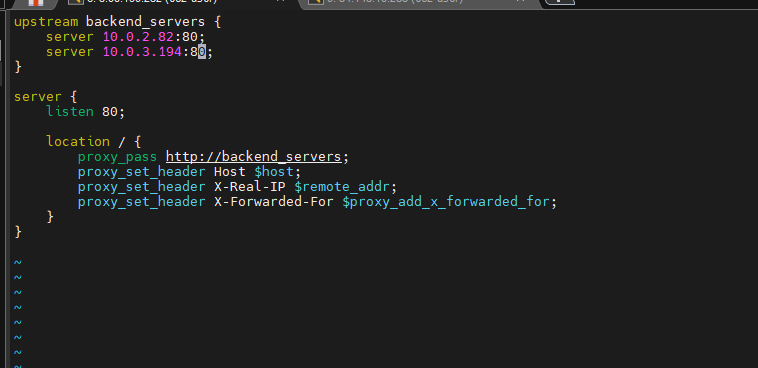 upstream backend_servers {
    server 10.0.2.82:80;
    server 10.0.3.194:80;
}

server {
    listen 80;

    location / {
        proxy_pass http://backend_servers;
        proxy_set_header Host $host;
        proxy_set_header X-Real-IP $remote_addr;
        proxy_set_header X-Forwarded-For $proxy_add_x_forwarded_for;
    }
}

~
~
~
~
~
~
~
~